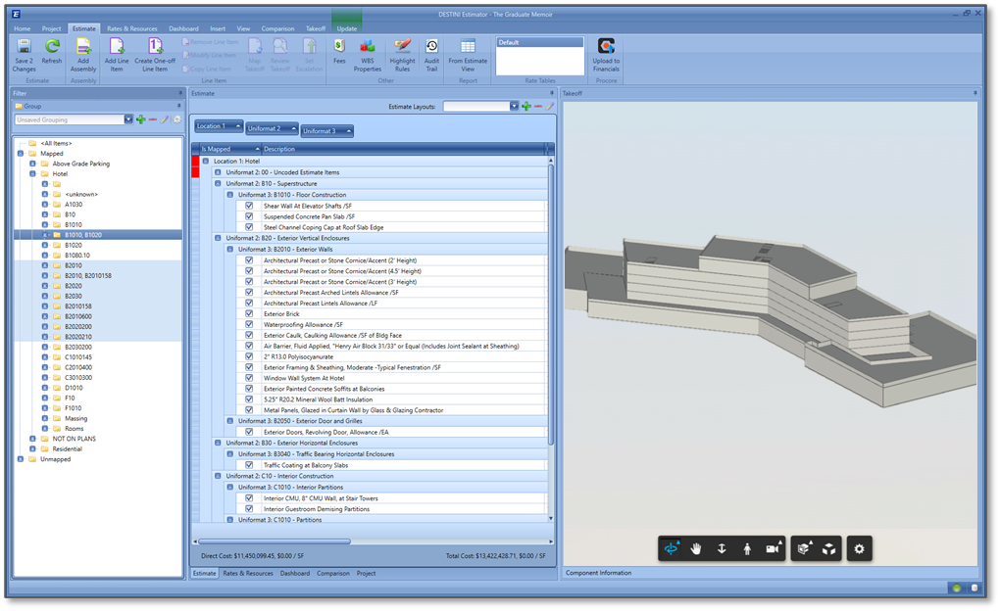 DESTINI Estimator - The Graduate Memoir
Home Project Estimate Rates & Resources Dashboard Insert View Comparison Takeoff Update
Save 2 Changes
Refresh
Add Assembly
Add Line Item
Create One-off Line Item
Remove Line Item
Modify Line Item
Copy Line Item
Map Takeoff
Review Takeoff
Set Escalation
Fees
WBS Properties
Highlight Rules
Audit Trail
From Estimate View
Default
Upload to Financials
Estimate Assembly Line Item Other Report Rate Tables Procore
Filter
Group
Unsaved Grouping
<All Items>
Mapped
Above Grade Parking
Hotel
<unknown>
A1030
B10
B1010
B1010, B1020
B1020
B1080.10
B2010
B2010, B2010158
B2020
B2030
B2010158
B2010600
B2020200
B2020210
B2030200
C1010145
C2010400
C3010300
D1010
F10
F1010
Massing
Rooms
NOT ON PLANS
Residential
Unmapped
Estimate
Estimate Layouts:
Location 1 Uniformat 2 Uniformat 3
Is Mapped Description
Location 1: Hotel
Uniformat 2: 00 - Uncoded Estimate Items
Uniformat 2: B10 - Superstructure
Uniformat 3: B1010 - Floor Construction
Shear Wall At Elevator Shafts /SF
Suspended Concrete Pan Slab /SF
Steel Channel Coping Cap at Roof Slab Edge
Uniformat 2: B20 - Exterior Vertical Enclosures
Uniformat 3: B2010 - Exterior Walls
Architectural Precast or Stone Cornice/Accent (2' Height)
Architectural Precast or Stone Cornice/Accent (4.5' Height)
Architectural Precast or Stone Cornice/Accent (3' Height)
Architectural Precast Arched Lintels Allowance /SF
Architectural Precast Lintels Allowance /LF
Exterior Brick
Waterproofing Allowance /SF
Exterior Caulk, Caulking Allowance /SF of Bldg Face
Air Barrier, Fluid Applied, "Henry Air Block 31/33" or Equal (Includes Joint Sealant at Sheathing)
2" R13.0 Polyisocyanurate
Exterior Framing & Sheathing, Moderate -Typical Fenestration /SF
Window Wall System At Hotel
Exterior Painted Concrete Soffits at Balconies
5.25" R20.2 Mineral Wool Batt Insulation
Metal Panels, Glazed in Curtain Wall by Glass & Glazing Contractor
Uniformat 3: B2050 - Exterior Door and Grilles
Exterior Doors, Revolving Door, Allowance /EA
Uniformat 2: B30 - Exterior Horizontal Enclosures
Uniformat 3: B3040 - Traffic Bearing Horizontal Enclosures
Traffic Coating at Balcony Slabs
Uniformat 2: C10 - Interior Construction
Uniformat 3: C1010 - Interior Partitions
Interior CMU, 8" CMU Wall, at Stair Towers
Interior Guestroom Demising Partitions
Uniformat 3: C1010 - Partitions
Direct Cost: $11,450,099.45, $0.00 / SF Total Cost: $13,422,428.71, $0.00 / SF
Estimate Rates & Resources Dashboard Comparison Project
Takeoff
Component Information